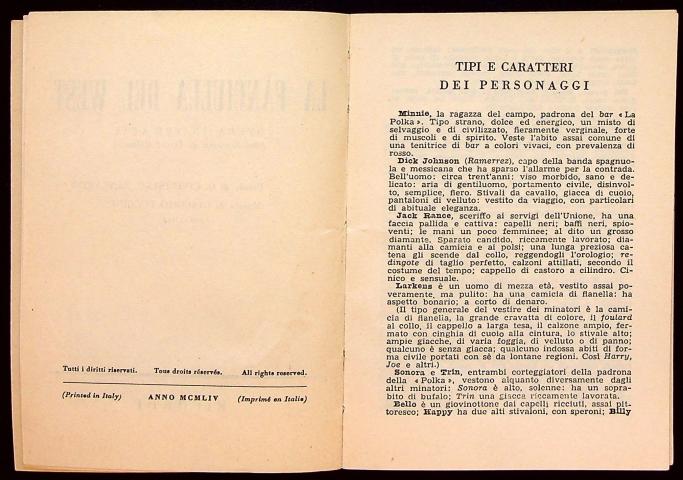 Tutti i diritti riservati. Tous droits réservés. All rights reserved.
(Printed in Italy) ANNO MCMLIV (Imprimé en Italie)
TIPI E CARATTERI
DEI PERSONAGGI
Minnie, la ragazza del campo, padrona del bar «La
Polka». Tipo strano, dolce ed energico, un misto di
selvaggio e di civilizzato, fieramente verginale, forte
di muscoli e di spirito. Veste l'abito assai comune di
una tenitrice di bar a colori vivaci, con prevalenza di
rosso.
Dick Johnson (Ramerrez), capo della banda spagnuo-
la e messicana che ha sparso l'allarme per la contrada.
Bell'uomo: circa trent'anni: viso morbido, sano e de-
licato: aria di gentiluomo, portamento civile, disinvol-
to, semplice, fiero. Stivali da cavallo, giacca di cuoio,
pantaloni di velluto: vestito da viaggio, con particolari
di abituale eleganza.
Jack Rance, sceriffo ai servigi dell'Unione, ha una
faccia pallida e cattiva: capelli neri; baffi neri, spio-
venti; le mani un poco femminee; al dito un grosso
diamante. Sparato candido, riccamente lavorato; dia-
manti alla camicia e ai polsi; una lunga preziosa ca-
tena gli scende dal collo, reggendogli l'orologio; re-
dingote di taglio perfetto, calzoni attillati, secondo il
costume del tempo; cappello di castoro a cilindro. Ci-
nico e sensuale.
Larkens è un uomo di mezza età, vestito assai po-
veramente, ma pulito: ha una camicia di flanella: ha
aspetto bonario; a corto di denaro.
(Il tipo generale del vestire dei minatori è la cami-
cia di flanella, la grande cravatta di colore, il foulard
al collo, il cappello a larga tesa, il calzone ampio, fer-
mato con cinghia di cuoio alla cintura, lo stivale alto;
ampie giacche, di varia foggia, di velluto o di panno;
qualcuno è senza giacca; qualcuno indossa abiti di for-
ma civile portati con sè da lontane regioni. Così Harry,
Joe e altri.)
Sonora e Trin, entrambi corteggiatori della padrona
della «Polka», vestono alquanto diversamente dagli
altri minatori: Sonora è alto, solenne: ha un sopra-
bito di bufalo; Trin una giacca riccamente lavorata.
Bello è un giovinottone dai capelli ricciuti, assai pit-
toresco; Happy ha due alti stivaloni, con speroni; Billy